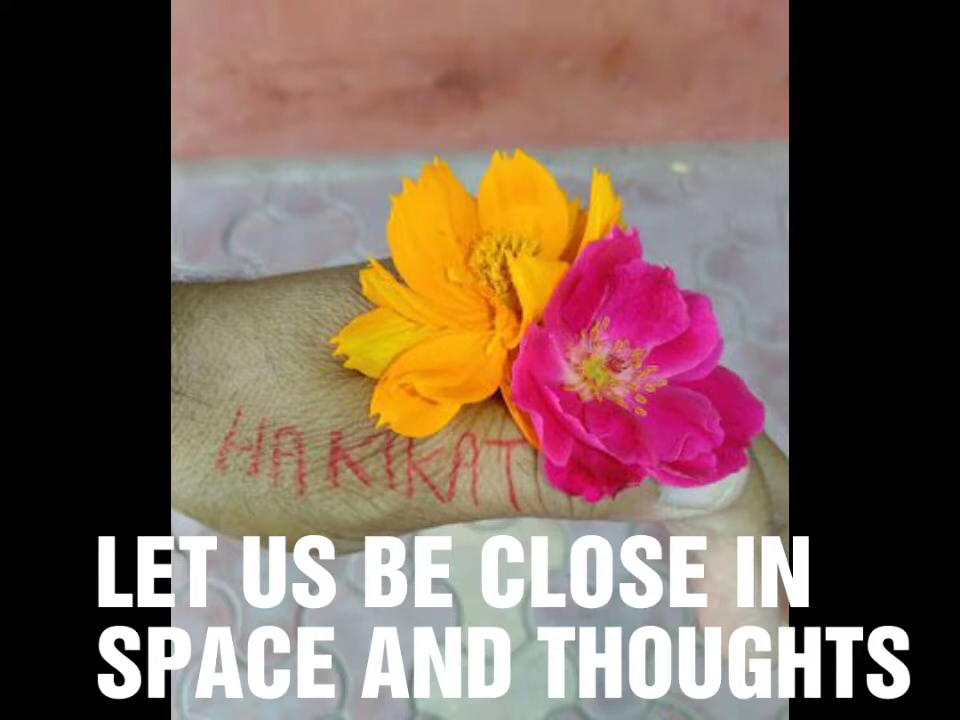 HAKIKAT
LET US BE CLOSE IN
SPACE AND THOUGHTS